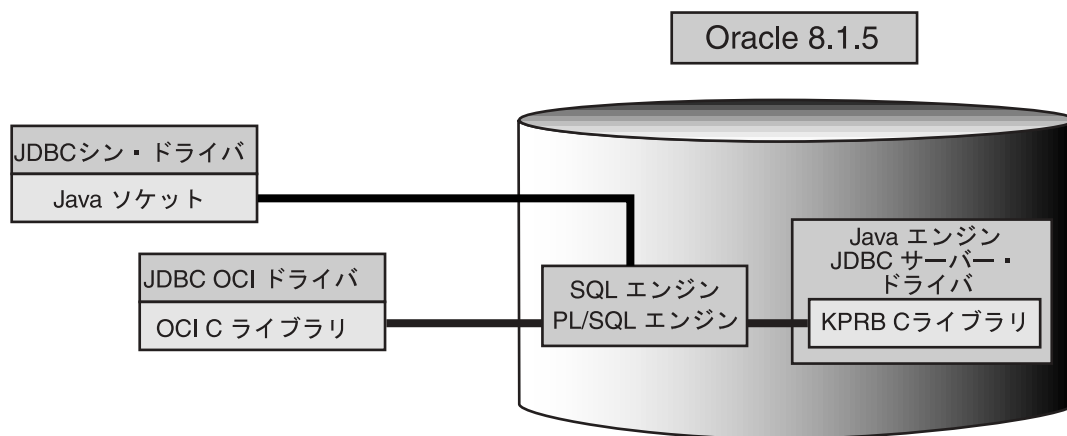 Oracle 8.1.5
JDBCシン・ドライバ
Java ソケット
JDBC OCI ドライバ
OCI C ライブラリ
SQL エンジン
PL/SQL エンジン
Java エンジン
JDBC サーバー・
ドライバ
KPRB Cライブラリ